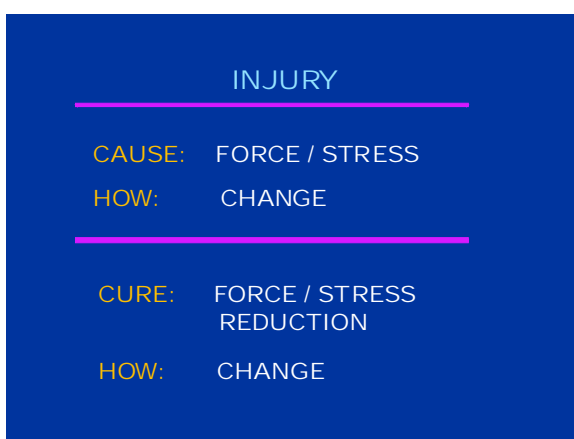 INJURY
CAUSE: FORCE / STRESS
HOW: CHANGE
CURE: FORCE / STRESS
REDUCTION
HOW: CHANGE